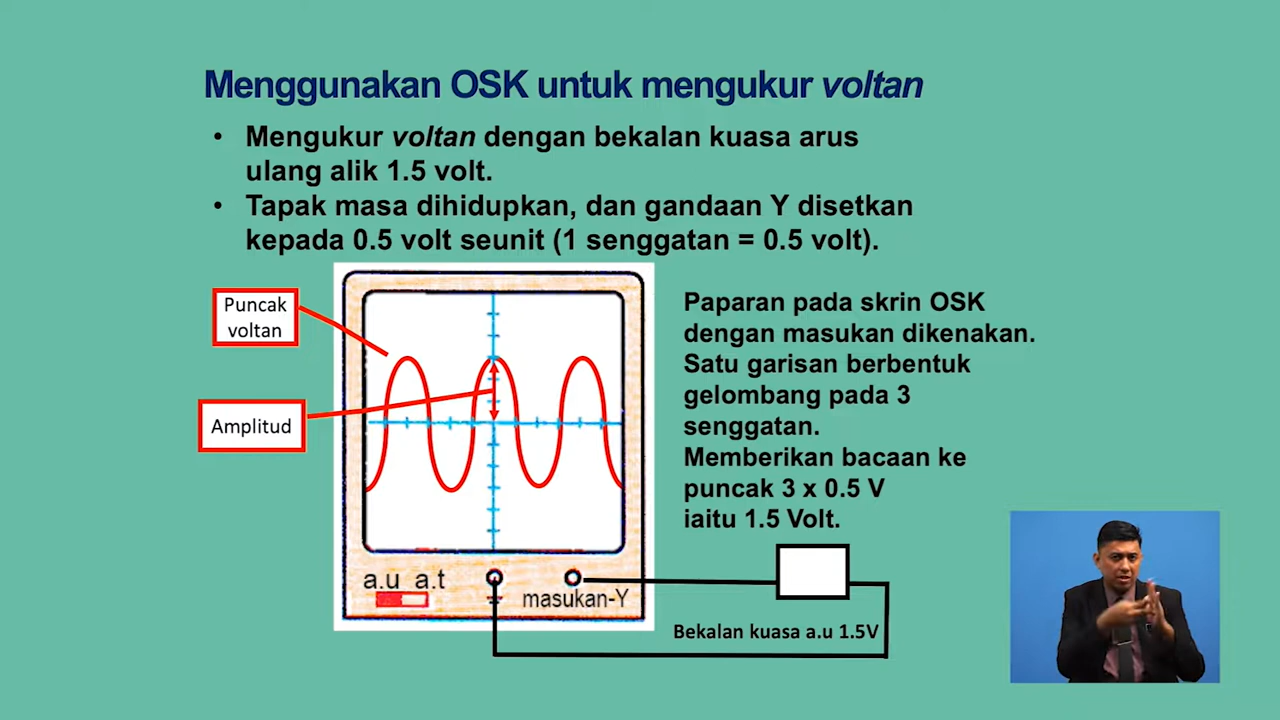 Menggunakan OSK untuk mengukur voltan
• Mengukur voltan dengan bekalan kuasa arus
ulang alik 1.5 volt.
• Tapak masa dihidupkan, dan gandaan Y disetkan
kepada 0.5 volt seunit (1 senggatan = 0.5 volt).
Puncak
voltan
Amplitud
Paparan pada skrin OSK
dengan masukan dikenakan.
Satu garisan berbentuk
gelombang pada 3
senggatan.
Memberikan bacaan ke
puncak 3 x 0.5 V
iaitu 1.5 Volt.
a.u a.t
masukan-Y
Bekalan kuasa a.u 1.5V